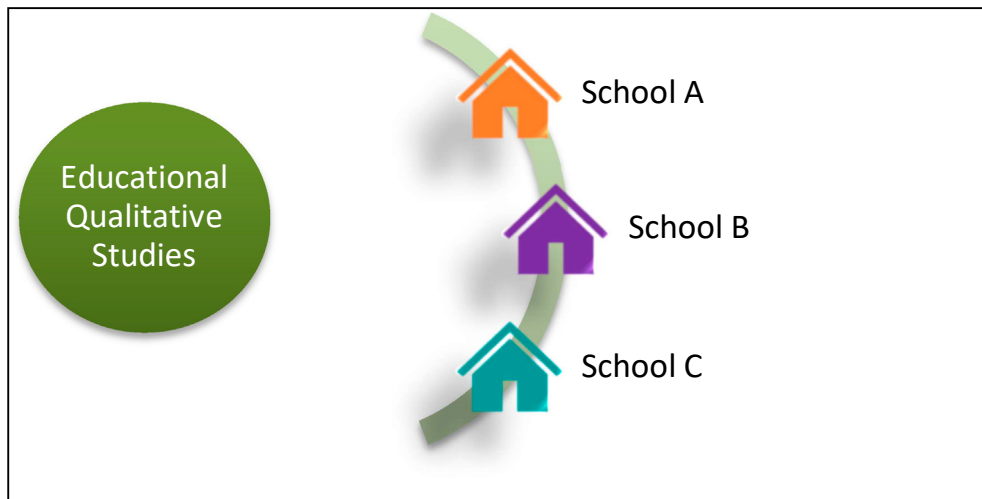 Educational
Qualitative
Studies
School A
School B
School C